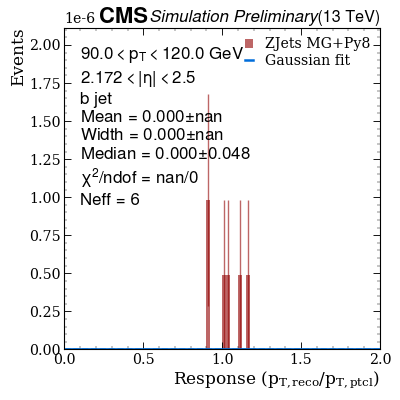 1e-6 CMS Simulation Preliminary (13 TeV)
Events
2.00
1.75
1.50
1.25
1.00
0.75
0.50
0.25
0.00
90.0 < p_T < 120.0 GeV
2.172 < |η| < 2.5
b jet
Mean = 0.000±nan
Width = 0.000±nan
Median = 0.000±0.048
χ²/ndof = nan/0
Neff = 6
ZJets MG+Py8
Gaussian fit
0.0 0.5 1.0 1.5 2.0
Response (p_T,reco/p_T,ptcl)